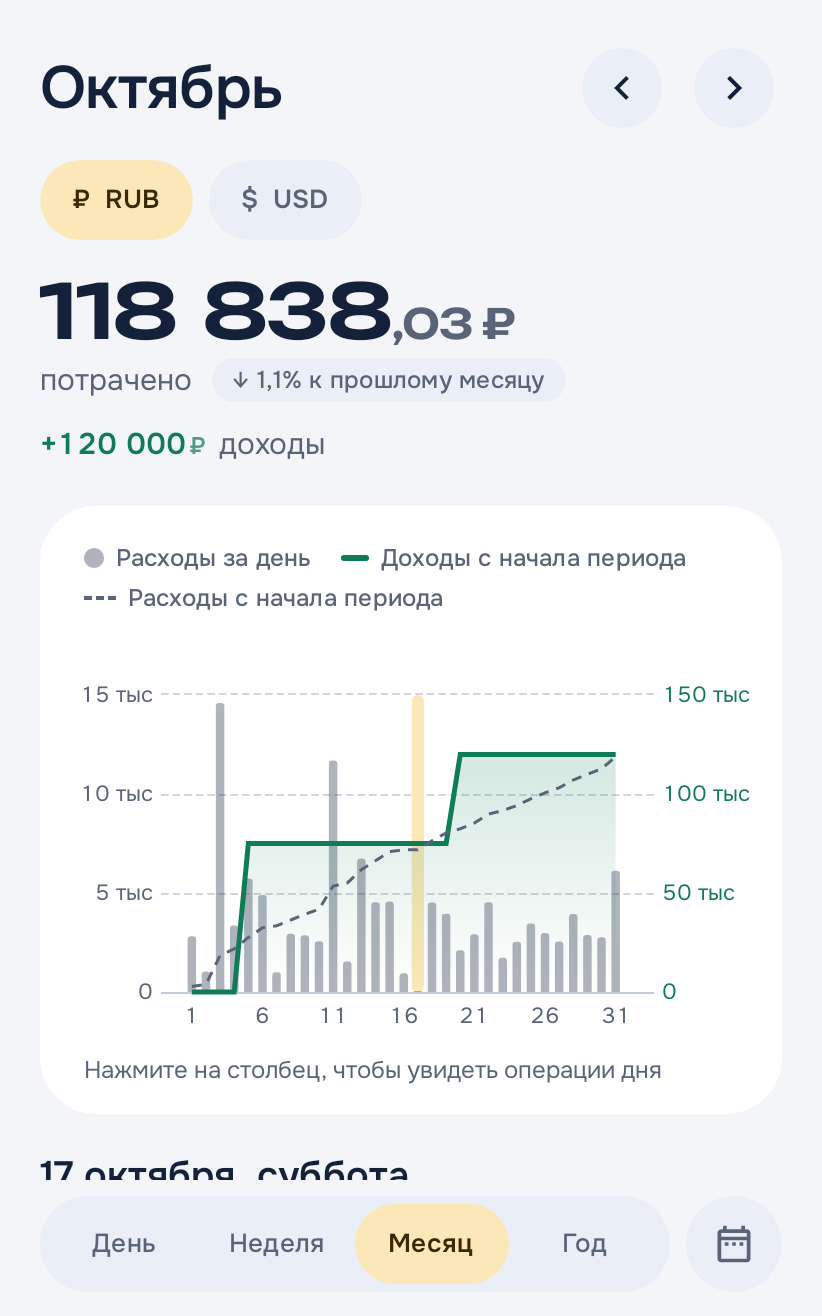 Октябрь
₽ RUB
$ USD
118 838,03 ₽
потрачено
↓ 1,1% к прошлому месяцу
+120 000 ₽ доходы
Расходы за день
Доходы с начала периода
Расходы с начала периода
15 тыс
150 тыс
10 тыс
100 тыс
5 тыс
50 тыс
0
0
1 6 11 16 21 26 31
Нажмите на столбец, чтобы увидеть операции дня
17 октября, суббота
День
Неделя
Месяц
Год